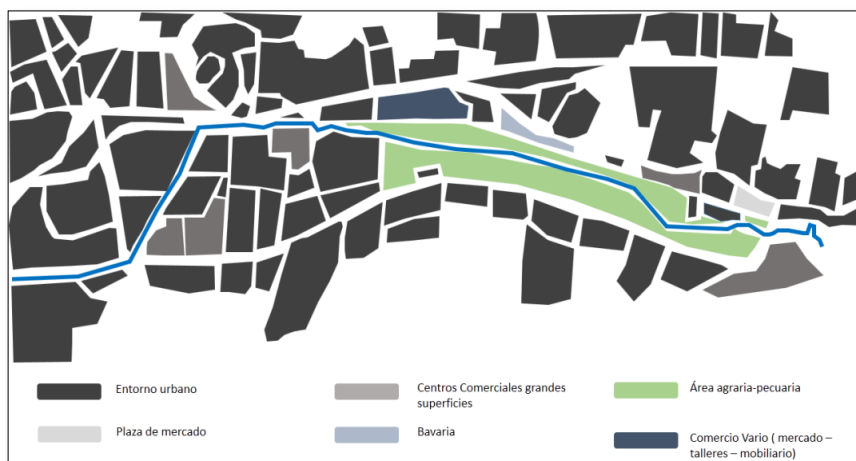 Entorno urbano
Centros Comerciales grandes
superficies
Área agraria-pecuaria
Plaza de mercado
Bavaria
Comercio Vario ( mercado –
talleres – mobiliario)